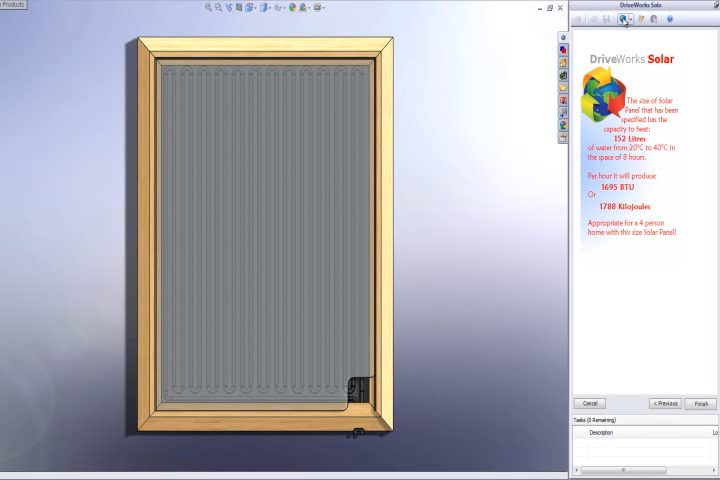 Products
DriveWorks Solo
DriveWorks Solar
The size of Solar
Panel that has been
specified has the
capacity to heat:
152 Litres
of water from 20°C to 40°C in
the space of 8 hours.
Per hour it will produce:
1695 BTU
Or
1788 Kilojoules
Appropriate for a 4 person
home with this size Solar Panel!
Cancel
< Previous
Finish
Tasks (0 Remaining)
Description
Lo